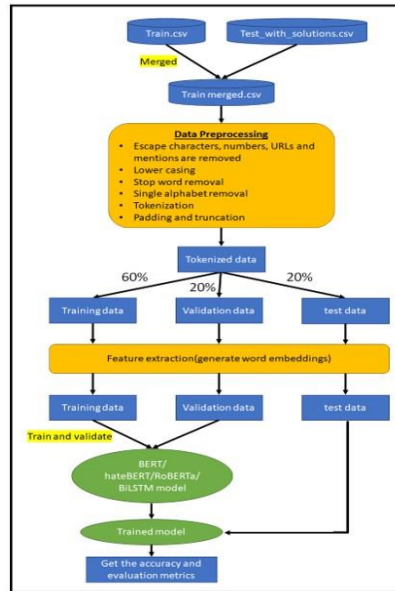 Train.csv
Test_with_solutions.csv
Merged
Train merged.csv
Data Preprocessing
• Escape characters, numbers, URLs and
mentions are removed
• Lower casing
• Stop word removal
• Single alphabet removal
• Tokenization
• Padding and truncation
Tokenized data
60%
20%
20%
Training data
Validation data
test data
Feature extraction(generate word embeddings)
Training data
Validation data
test data
Train and validate
BERT/
hateBERT/RoBERTa/
BiLSTM model
Trained model
Get the accuracy and
evaluation metrics